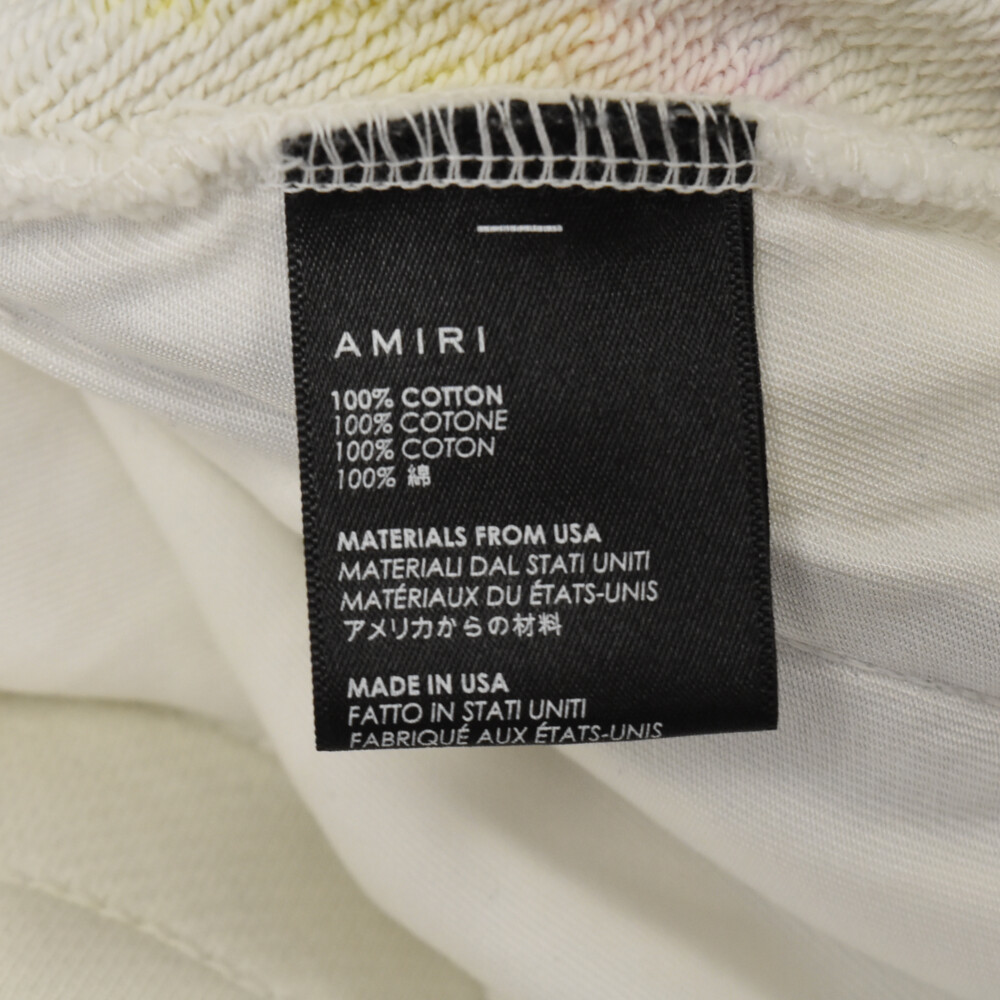 AMIRI
100% COTTON
100% COTONE
100% COTON
100% 綿
MATERIALS FROM USA
MATERIALI DAL STATI UNITI
MATÉRIAUX DU ÉTATS-UNIS
アメリカからの材料
MADE IN USA
FATTO IN STATI UNITI
FABRIQUÉ AUX ÉTATS-UNIS